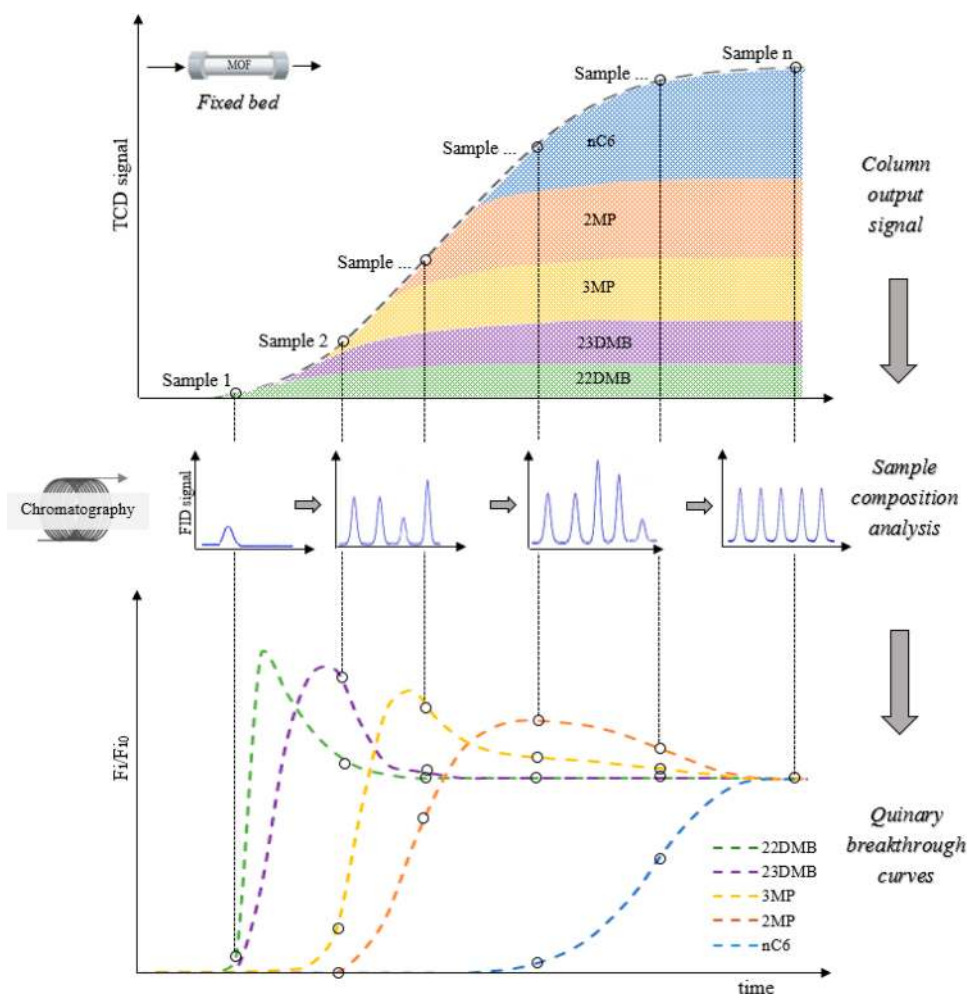 MOF
Fixed bed
TCD signal
Sample 1
Sample 2
Sample ...
Sample ...
Sample ...
Sample n
nC6
2MP
3MP
23DMB
22DMB
Column
output
signal
Chromatography
FID signal
Sample
composition
analysis
Fi/Fi0
22DMB
23DMB
3MP
2MP
nC6
time
Quinary
breakthrough
curves